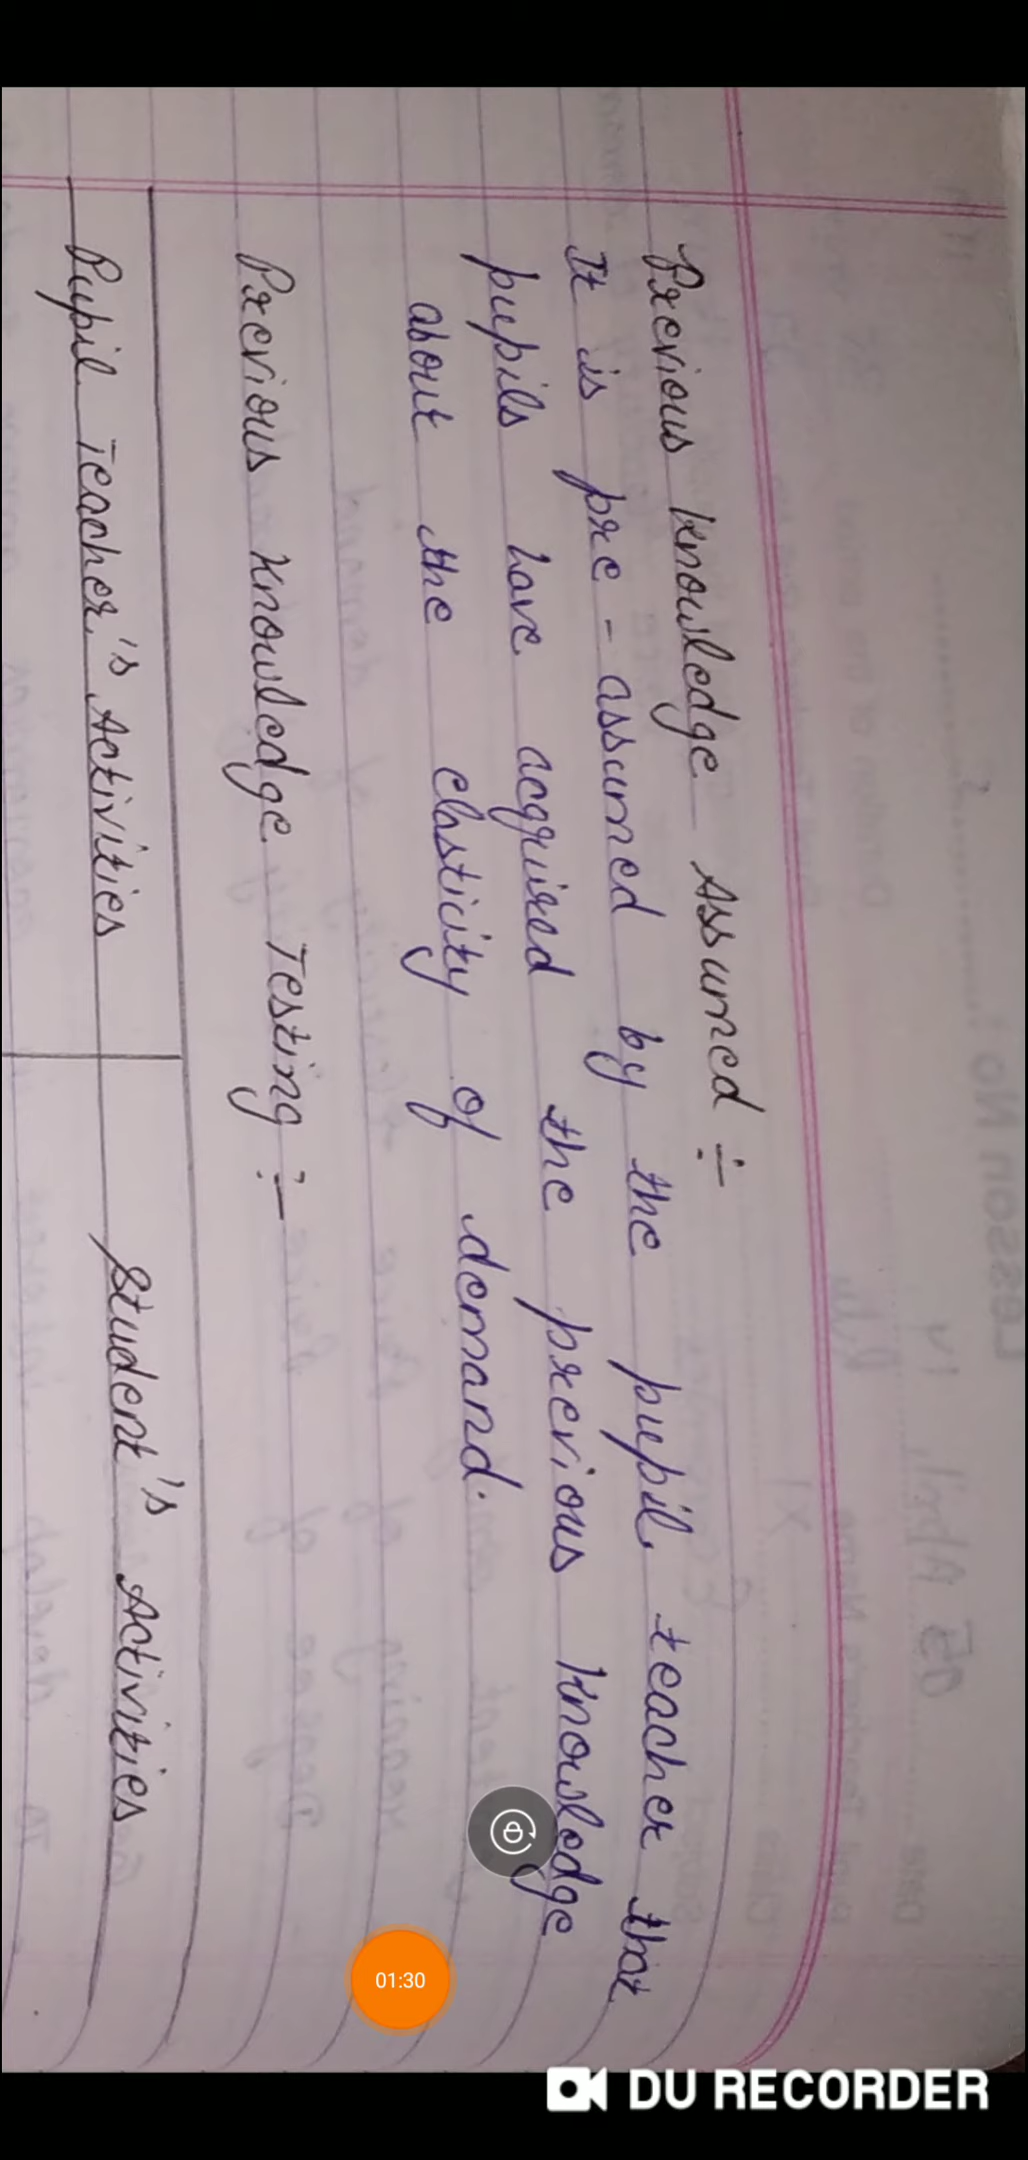 Previous Knowledge Assumed :-
It is pre-assumed by the pupil teacher that
pupils have acquired the previous knowledge
about the elasticity of demand.
Previous Knowledge Testing :-
Pupil Teacher's Activities
Student's Activities
01:30
DU RECORDER